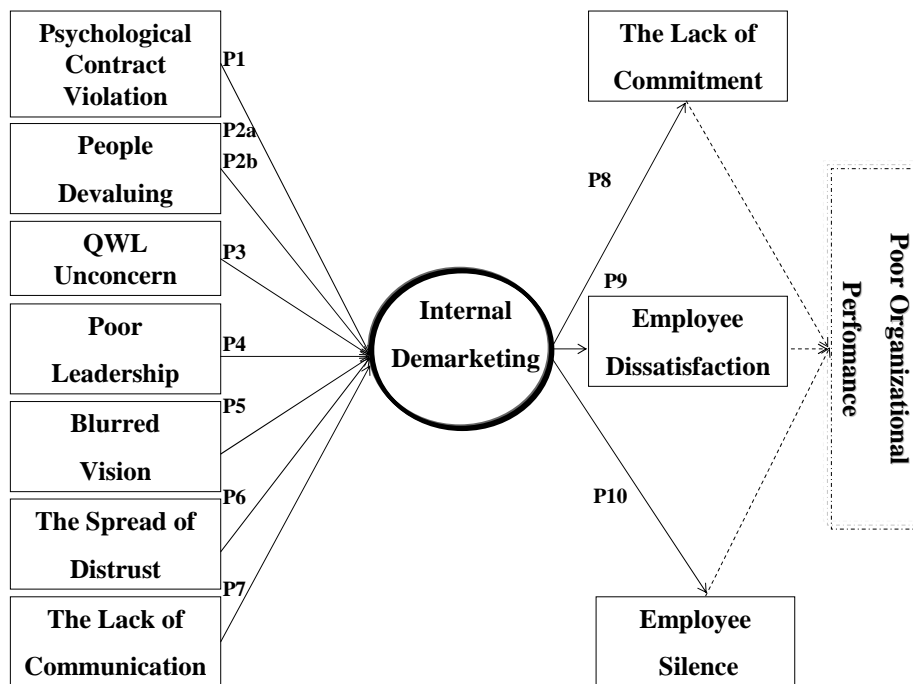 Psychological
Contract
Violation
P1
P2a
People
Devaluing
P2b
QWL
Unconcern
P3
Poor
Leadership
P4
Blurred
Vision
P5
The Spread of
Distrust
P6
The Lack of
Communication
P7
Internal
Demarketing
The Lack of
Commitment
P8
P9
Employee
Dissatisfaction
P10
Employee
Silence
Poor Organizational
Perfomance